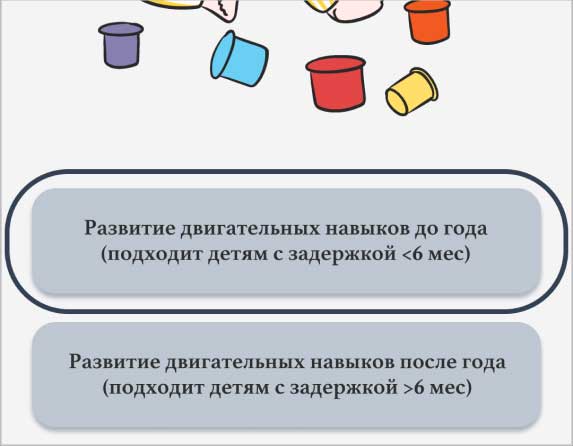 Развитие двигательных навыков до года
(подходит детям с задержкой <6 мес)
Развитие двигательных навыков после года
(подходит детям с задержкой >6 мес)